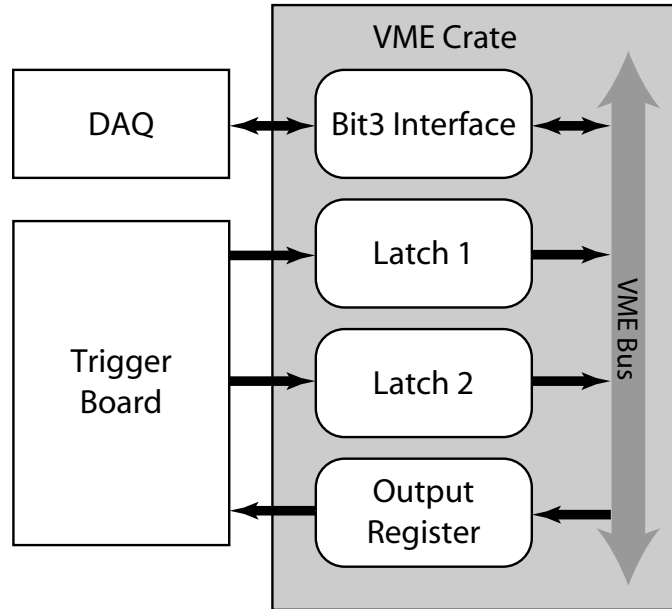 VME Crate
DAQ
Bit3 Interface
Latch 1
Trigger
Board
Latch 2
Output
Register
VME Bus